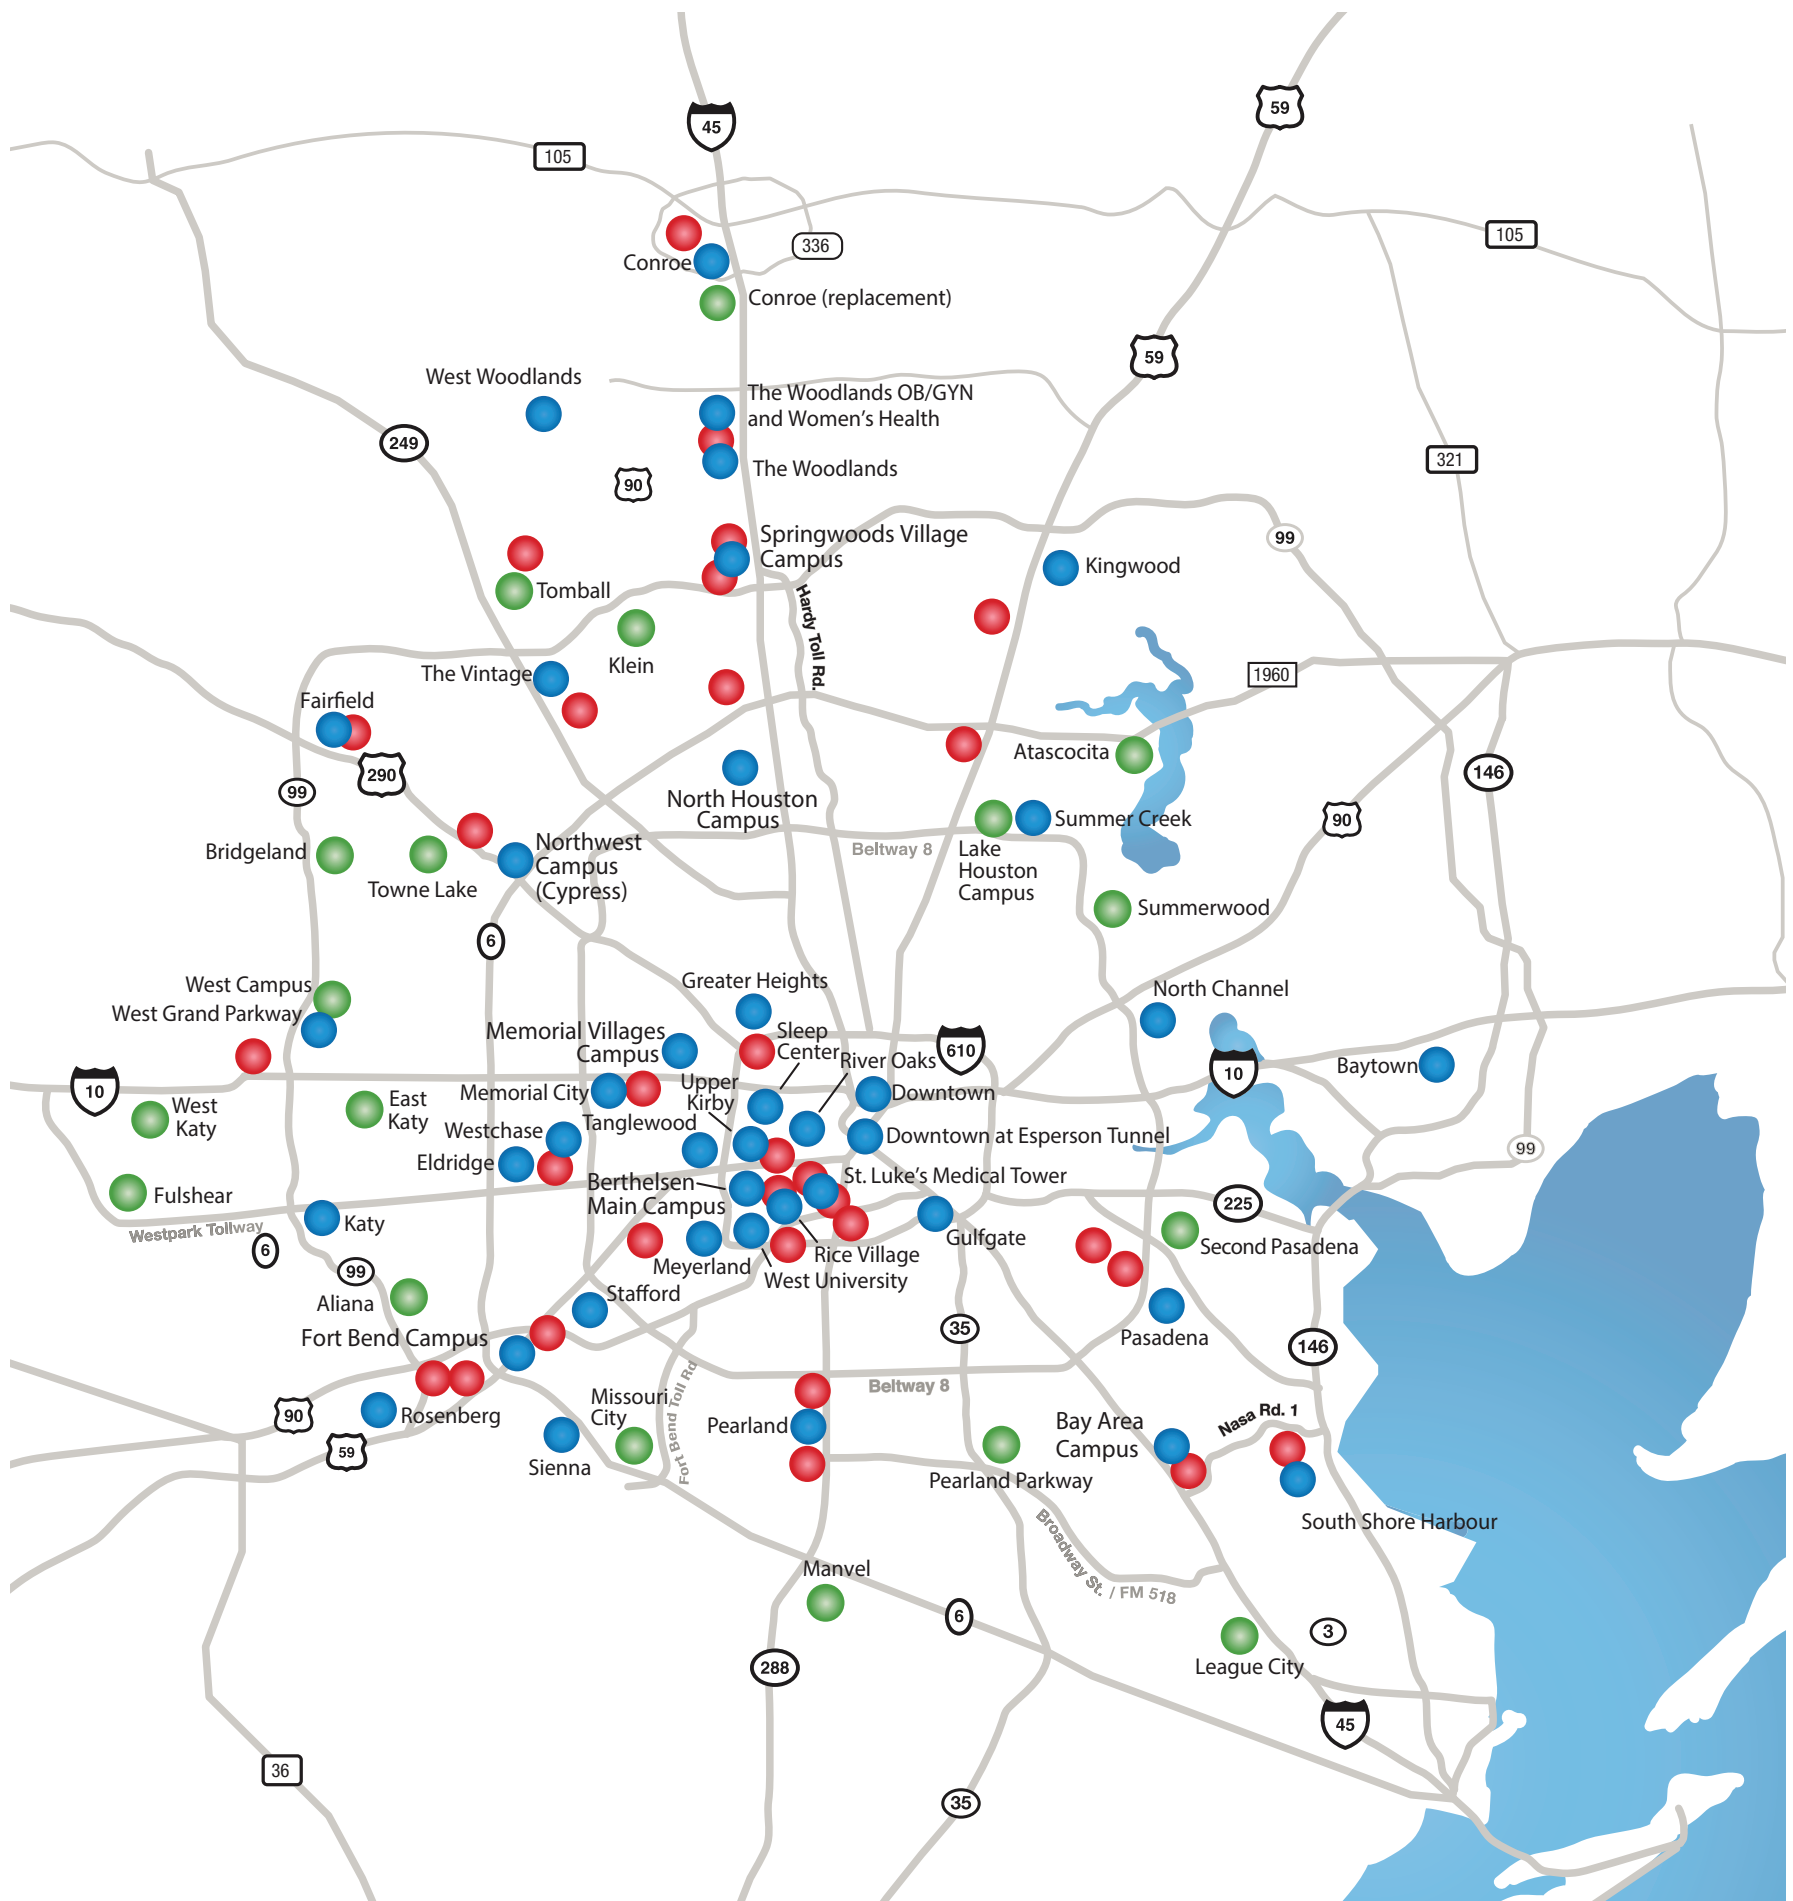 45
59
105
105
336
Conroe
Conroe (replacement)
59
West Woodlands
The Woodlands OB/GYN
and Women's Health
249
321
The Woodlands
90
Springwoods Village
Campus
99
Kingwood
Tomball
Hardy Toll Rd.
Klein
The Vintage
1960
Fairfield
Atascocita
290
146
99
North Houston
Campus
Summer Creek
90
Northwest
Campus
(Cypress)
Beltway 8
Bridgeland
Towne Lake
Lake
Houston
Campus
Summerwood
6
Greater Heights
West Campus
North Channel
West Grand Parkway
Memorial Villages
Campus
Sleep
Center
River Oaks
610
Baytown
10
10
Memorial City
Upper
Kirby
Downtown
West
Katy
East
Katy
Tanglewood
Westchase
Downtown at Esperson Tunnel
99
Eldridge
St. Luke's Medical Tower
Berthelsen
Main Campus
Fulshear
225
Katy
Westpark Tollway
6
Gulfgate
Second Pasadena
Rice Village
Meyerland
West University
99
Aliana
Stafford
35
Pasadena
Fort Bend Campus
146
Beltway 8
Fort Bend Toll Rd
Missouri
City
90
Rosenberg
59
Pearland
Bay Area
Campus
Nasa Rd. 1
Sienna
Pearland Parkway
South Shore Harbour
Broadway St. / FM 518
Manvel
6
3
League City
288
45
36
35